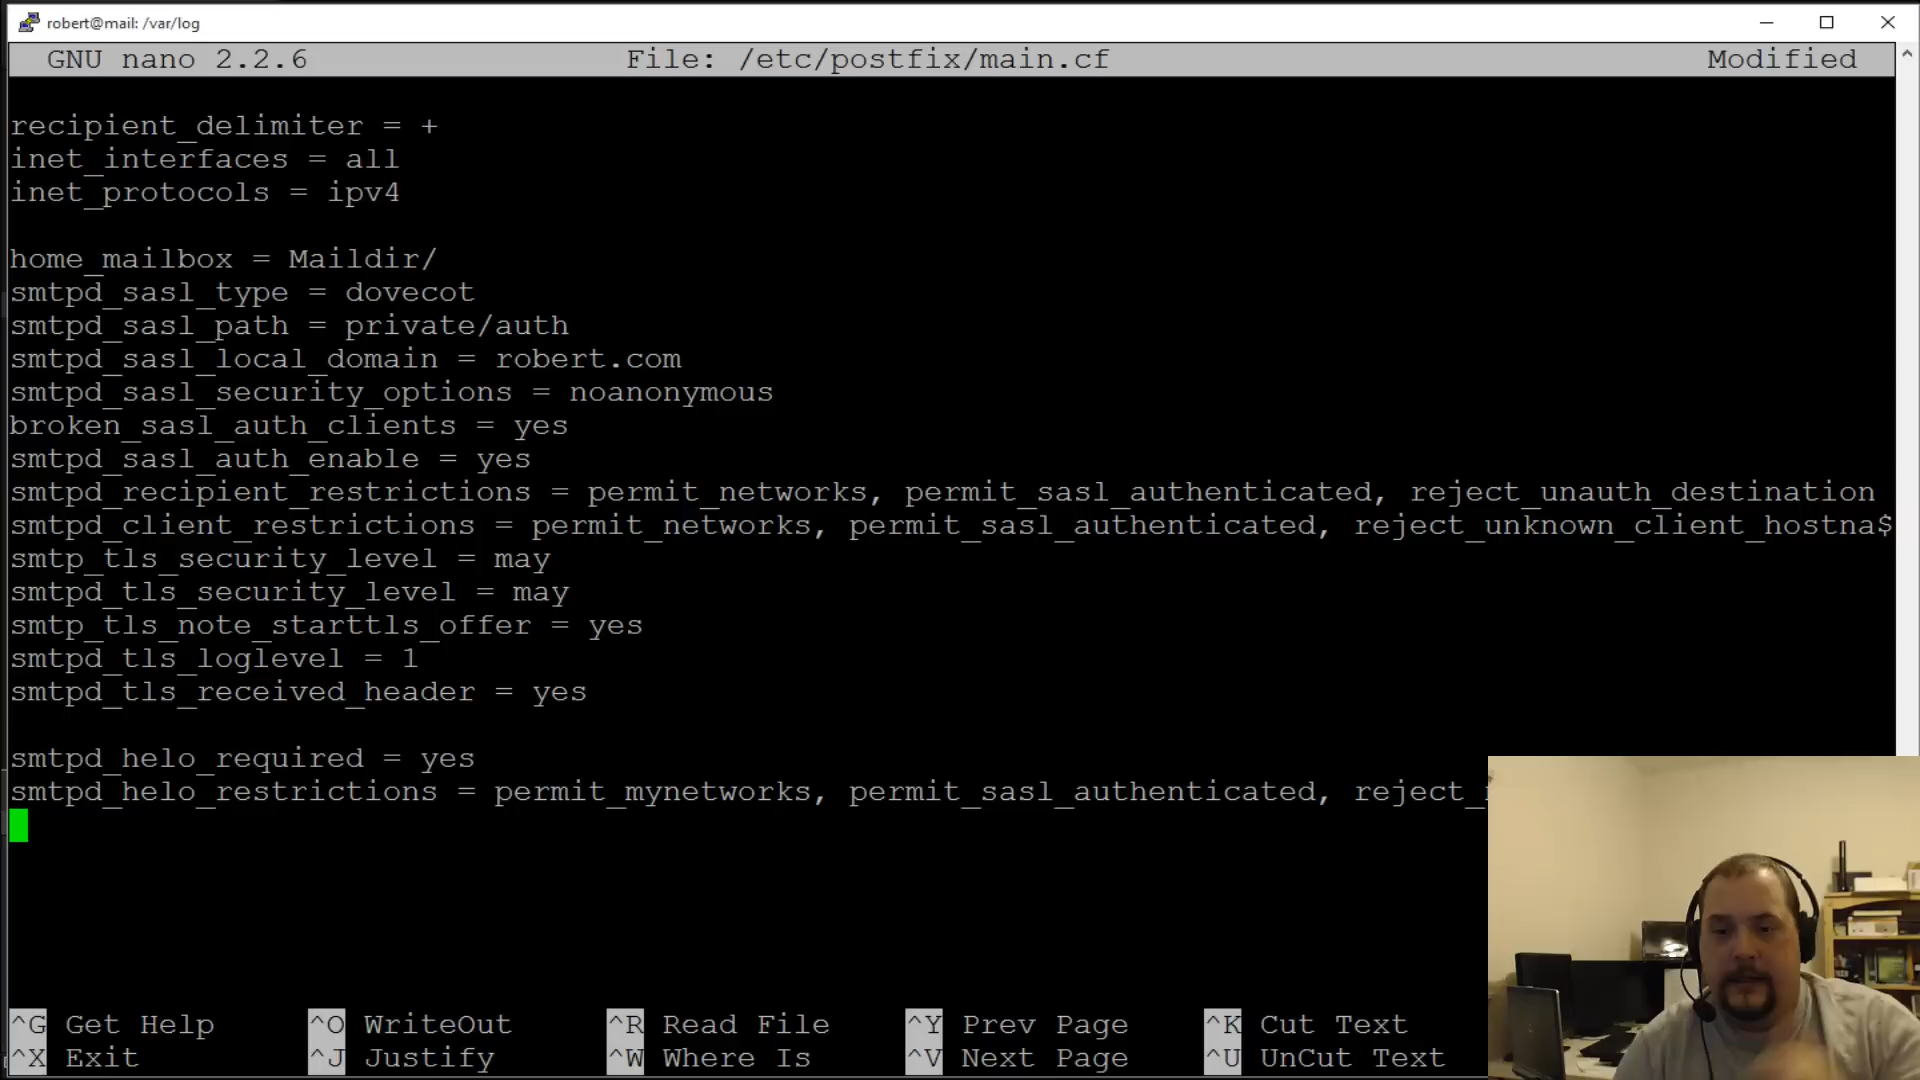 robert@mail: /var/log
GNU nano 2.2.6 File: /etc/postfix/main.cf Modified
recipient_delimiter = +
inet_interfaces = all
inet_protocols = ipv4
home_mailbox = Maildir/
smtpd_sasl_type = dovecot
smtpd_sasl_path = private/auth
smtpd_sasl_local_domain = robert.com
smtpd_sasl_security_options = noanonymous
broken_sasl_auth_clients = yes
smtpd_sasl_auth_enable = yes
smtpd_recipient_restrictions = permit_networks, permit_sasl_authenticated, reject_unauth_destination
smtpd_client_restrictions = permit_networks, permit_sasl_authenticated, reject_unknown_client_hostna$
smtp_tls_security_level = may
smtpd_tls_security_level = may
smtp_tls_note_starttls_offer = yes
smtpd_tls_loglevel = 1
smtpd_tls_received_header = yes
smtpd_helo_required = yes
smtpd_helo_restrictions = permit_mynetworks, permit_sasl_authenticated, reject_
^G Get Help ^O WriteOut ^R Read File ^Y Prev Page ^K Cut Text
^X Exit ^J Justify ^W Where Is ^V Next Page ^U UnCut Text